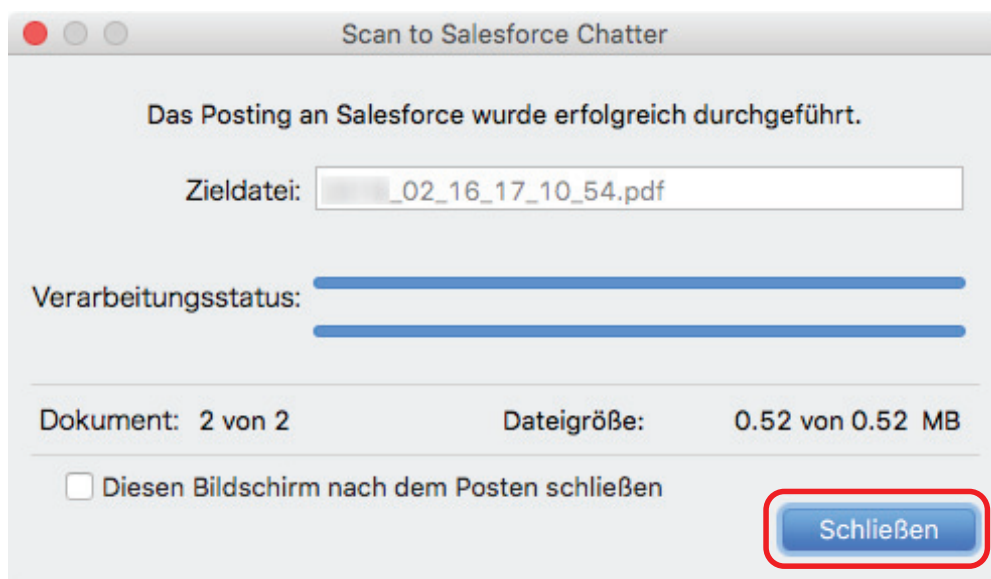 Scan to Salesforce Chatter
Das Posting an Salesforce wurde erfolgreich durchgeführt.
Zieldatei: _02_16_17_10_54.pdf
Verarbeitungsstatus:
Dokument: 2 von 2 Dateigröße: 0.52 von 0.52 MB
Diesen Bildschirm nach dem Posten schließen
Schließen